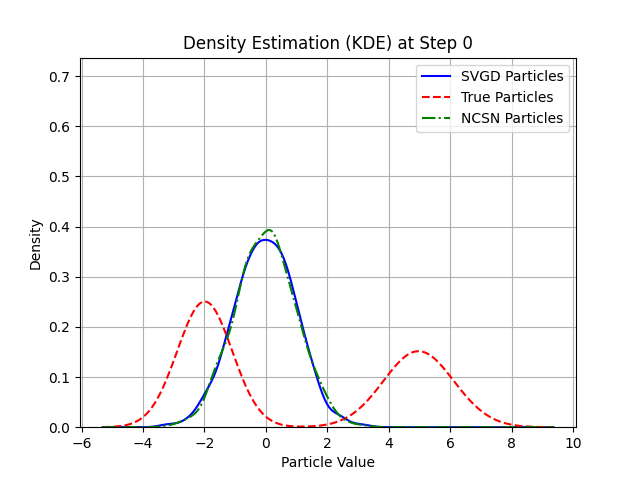 Density Estimation (KDE) at Step 0
SVGD Particles
True Particles
NCSN Particles
Density
0.7
0.6
0.5
0.4
0.3
0.2
0.1
0.0
−6 −4 −2 0 2 4 6 8 10
Particle Value